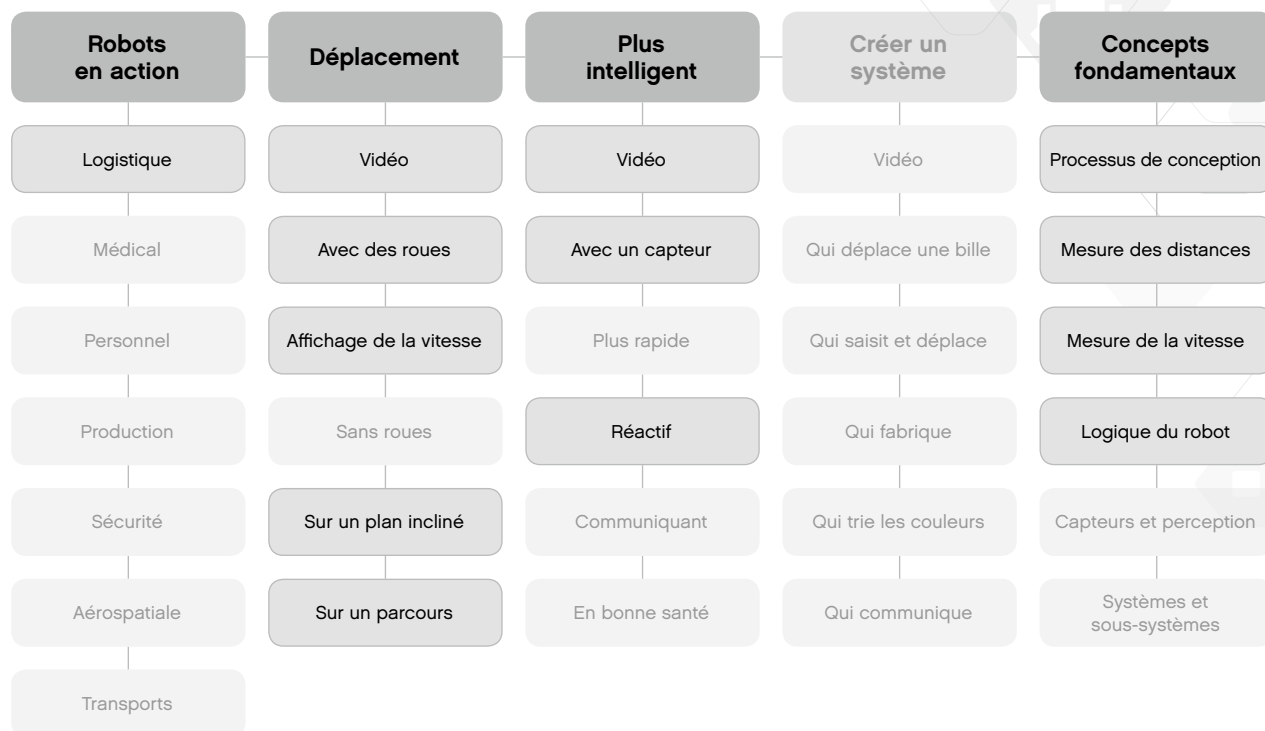 Robots
en action
Déplacement
Plus
intelligent
Créer un
système
Concepts
fondamentaux
Logistique
Vidéo
Vidéo
Vidéo
Processus de conception
Médical
Avec des roues
Avec un capteur
Qui déplace une bille
Mesure des distances
Personnel
Affichage de la vitesse
Plus rapide
Qui saisit et déplace
Mesure de la vitesse
Production
Sans roues
Réactif
Qui fabrique
Logique du robot
Sécurité
Sur un plan incliné
Communiquant
Qui trie les couleurs
Capteurs et perception
Aérospatiale
Sur un parcours
En bonne santé
Qui communique
Systèmes et
sous-systèmes
Transports